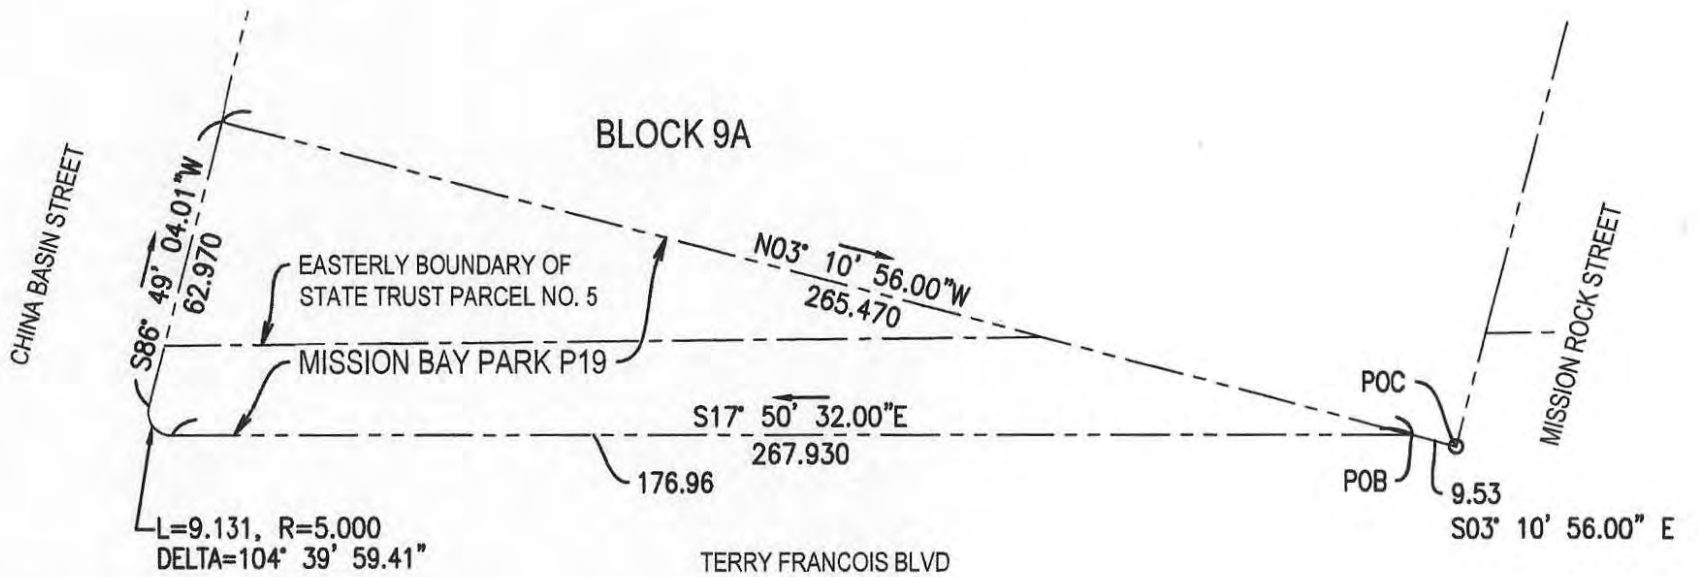 BLOCK 9A
CHINA BASIN STREET
S86° 49' 04.01"W
62.970
EASTERLY BOUNDARY OF
STATE TRUST PARCEL NO. 5
MISSION BAY PARK P19
N03° 10' 56.00"W
265.470
MISSION ROCK STREET
POC
S17° 50' 32.00"E
267.930
176.96
POB
9.53
S03° 10' 56.00" E
L=9.131, R=5.000
DELTA=104° 39' 59.41"
TERRY FRANCOIS BLVD